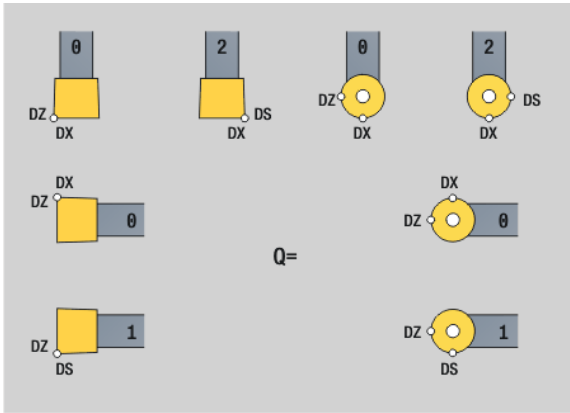 0 2 0 2
DZ DS DZ DS
DX DX DX DX
DX DX
DZ 0 DZ 0
Q=
1 DZ 1
DZ
DS DS